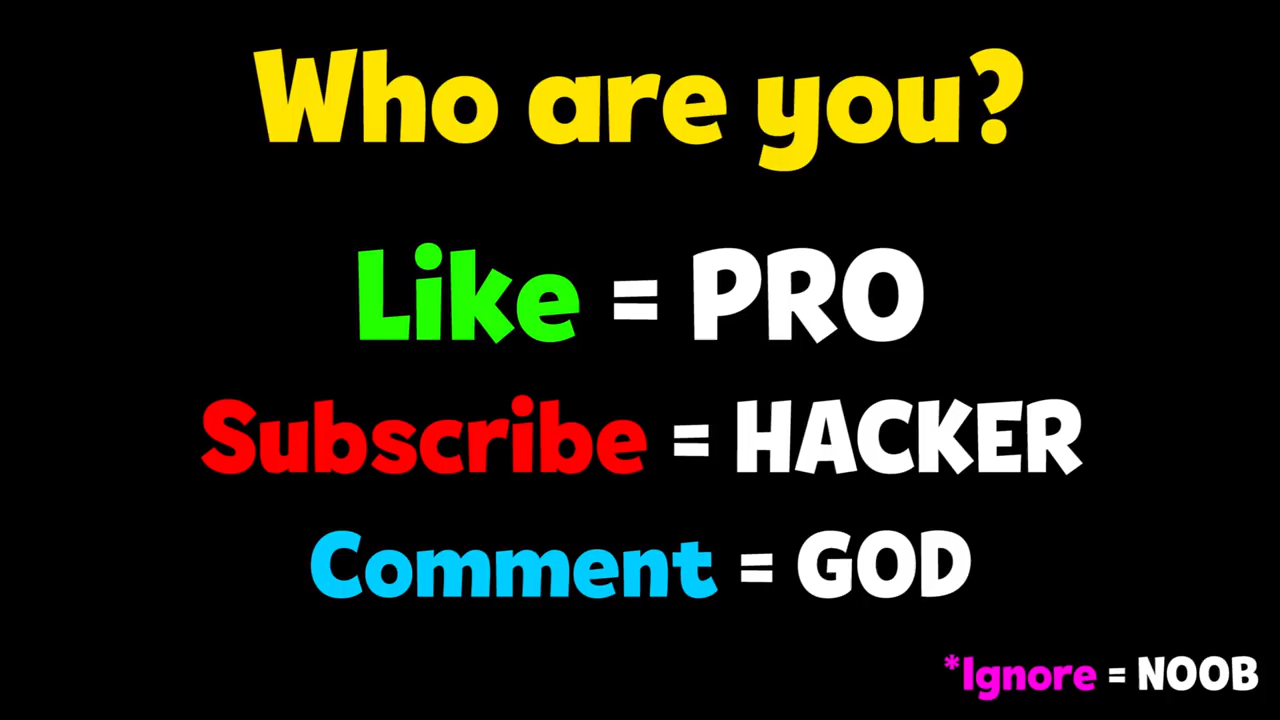 Who are you?
Like = PRO
Subscribe = HACKER
Comment = GOD
*Ignore = NOOB